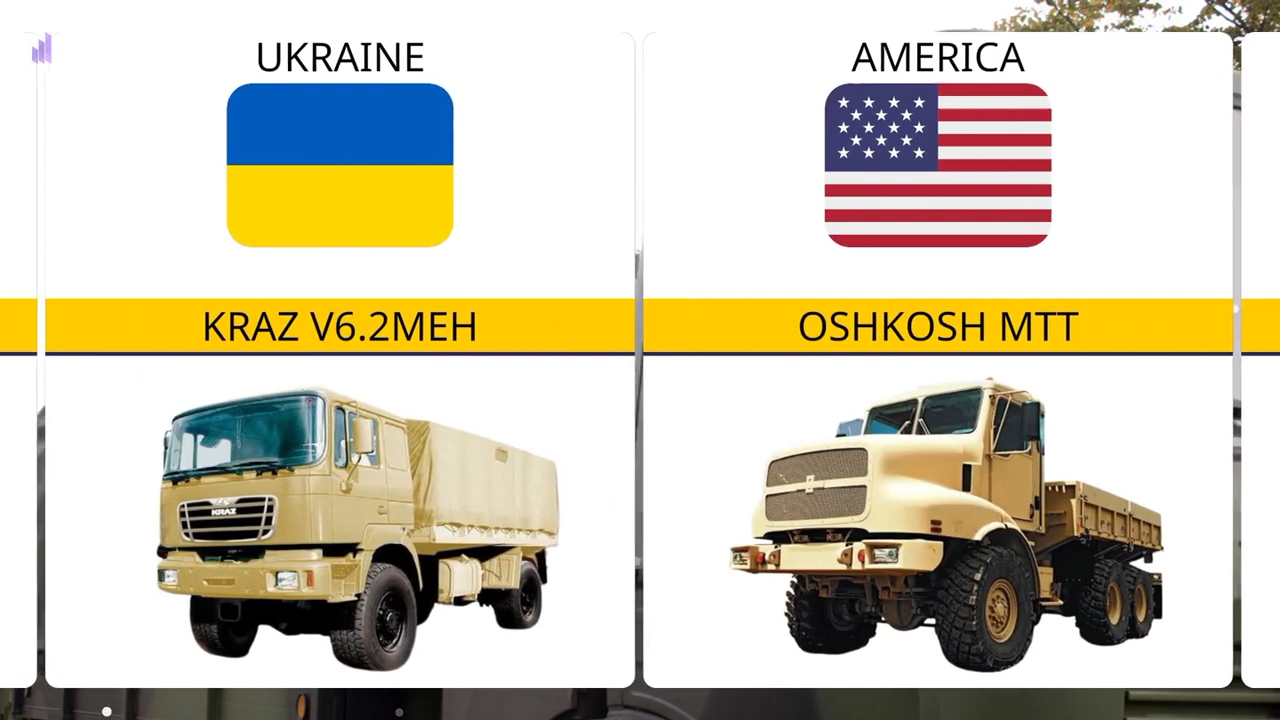 UKRAINE
AMERICA
KRAZ V6.2MEH
OSHKOSH MTT
KRAZ